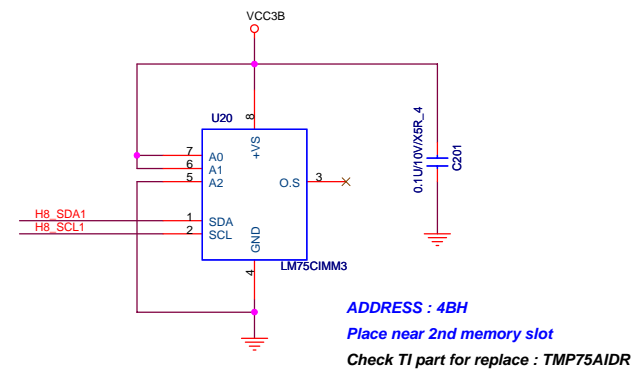 VCC3B
U20
8
+VS
7
A0
6
A1
5
A2
O.S
3
0.1U/10V/X5R_4
C201
H8_SDA1
1
SDA
H8_SCL1
2
SCL
GND
4
LM75CIMM3
ADDRESS : 4BH
Place near 2nd memory slot
Check TI part for replace : TMP75AIDR